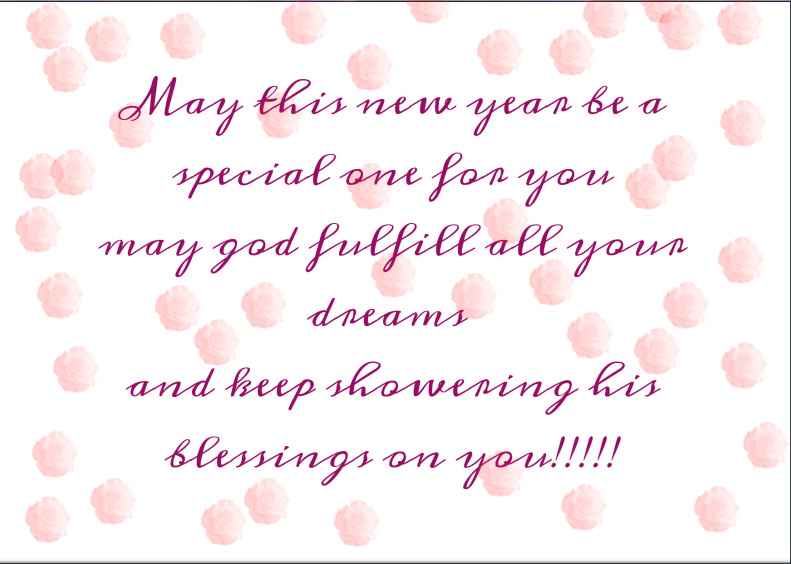 May this new year be a
special one for you
may god fulfill all your
dreams
and keep showering his
blessings on you!!!!!